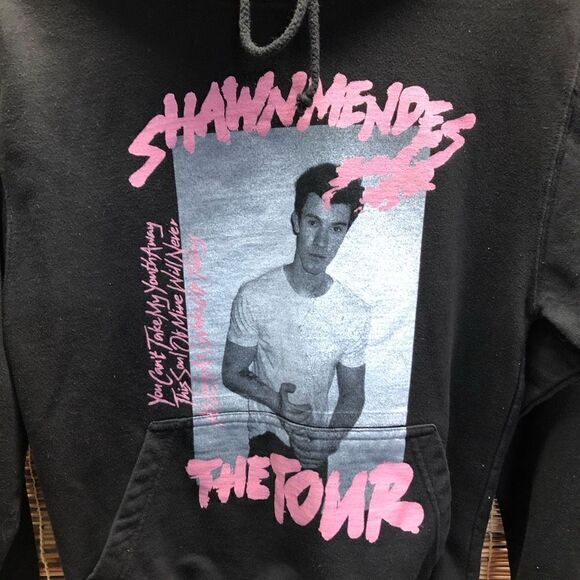 SHAWN MENDES
You Can't Take My Youth Away
This Soul Of Mine Will Never
THE TOUR